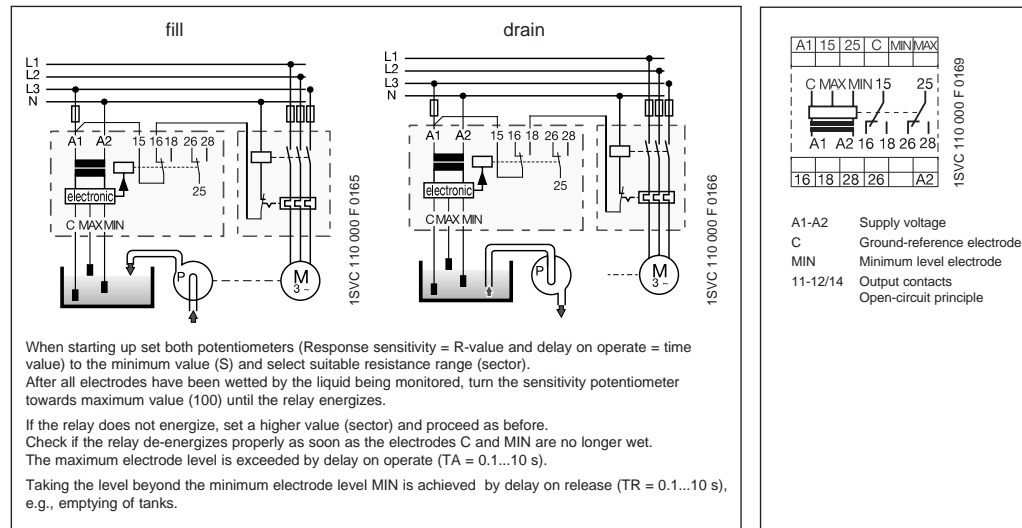 fill
L1
L2
L3
N
A1 A2 15 16 18 26 28
25
electronic
C MAX MIN
P
M
3 ~
1SVC 110 000 F 0165
drain
L1
L2
L3
N
A1 A2 15 16 18 26 28
25
electronic
C MAX MIN
P
M
3 ~
1SVC 110 000 F 0166
When starting up set both potentiometers (Response sensitivity = R-value and delay on operate = time
value) to the minimum value (S) and select suitable resistance range (sector).
After all electrodes have been wetted by the liquid being monitored, turn the sensitivity potentiometer
towards maximum value (100) until the relay energizes.
If the relay does not energize, set a higher value (sector) and proceed as before.
Check if the relay de-energizes properly as soon as the electrodes C and MIN are no longer wet.
The maximum electrode level is exceeded by delay on operate (TA = 0.1...10 s).
Taking the level beyond the minimum electrode level MIN is achieved by delay on release (TR = 0.1...10 s),
e.g., emptying of tanks.
A1 15 25 C MIN MAX
C MAX MIN 15 25
A1 A2 16 18 26 28
16 18 28 26 A2
1SVC 110 000 F 0169
A1-A2 Supply voltage
C Ground-reference electrode
MIN Minimum level electrode
11-12/14 Output contacts
Open-circuit principle